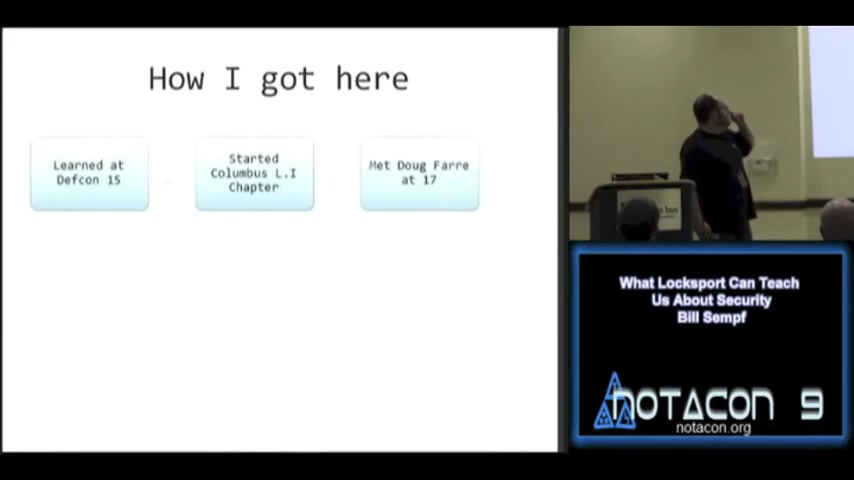 How I got here
Learned at
Defcon 15
Started
Columbus L.I
Chapter
Met Doug Farre
at 17
What Locksport Can Teach
Us About Security
Bill Sempf
NOTACON 9
notacon.org